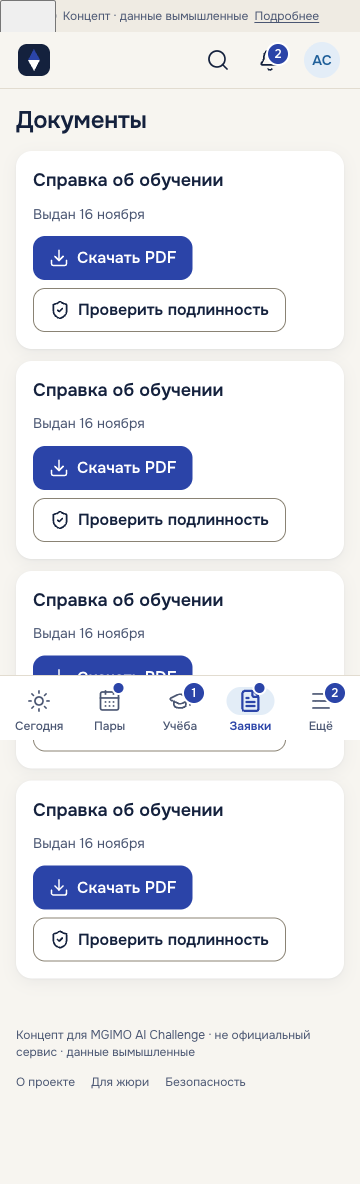 Концепт · данные вымышленные Подробнее
2
АС
Документы
Справка об обучении
Выдан 16 ноября
Скачать PDF
Проверить подлинность
Справка об обучении
Выдан 16 ноября
Скачать PDF
Проверить подлинность
Справка об обучении
Выдан 16 ноября
1
2
Сегодня Пары Учёба Заявки Ещё
Справка об обучении
Выдан 16 ноября
Скачать PDF
Проверить подлинность
Концепт для MGIMO AI Challenge · не официальный
сервис · данные вымышленные
О проекте Для жюри Безопасность